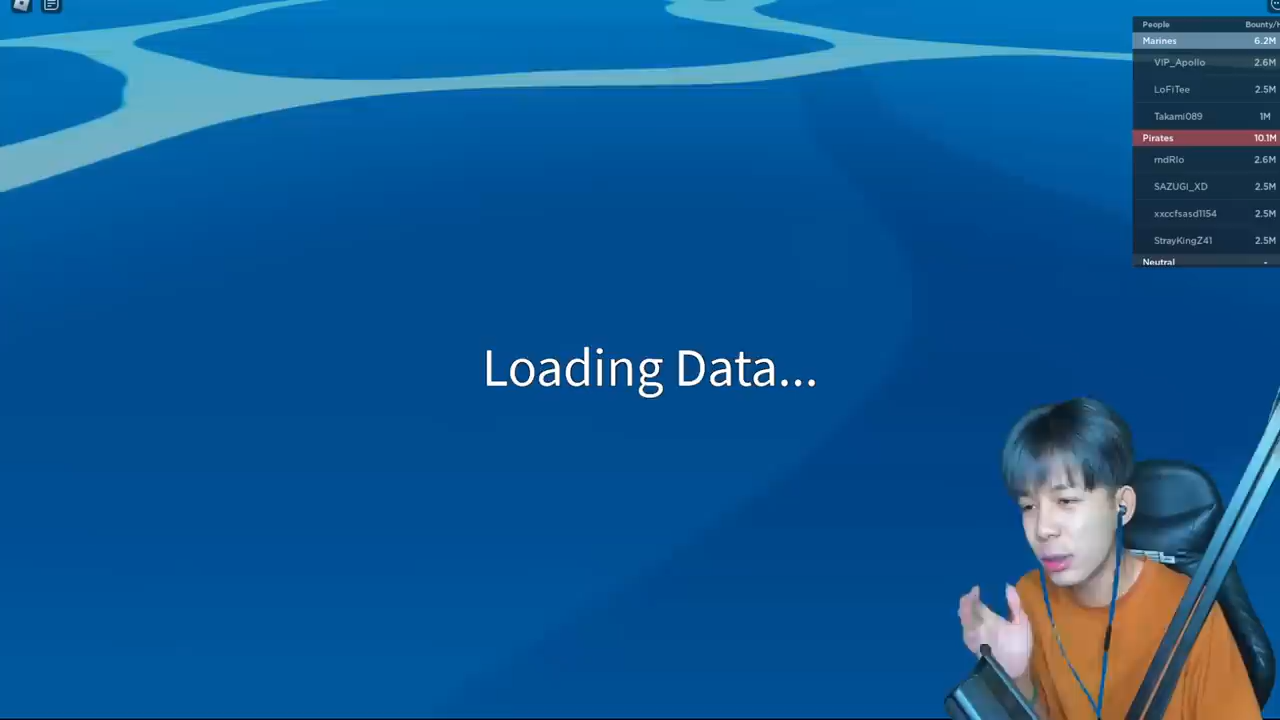 People Bounty/H
Marines 6.2M
VIP_Apollo 2.6M
LoFiTee 2.5M
Takami089 1M
Pirates 10.1M
rndRlo 2.6M
SAZUGI_XD 2.5M
xxccfsasd1154 2.5M
StrayKingZ41 2.5M
Neutral -
Loading Data...